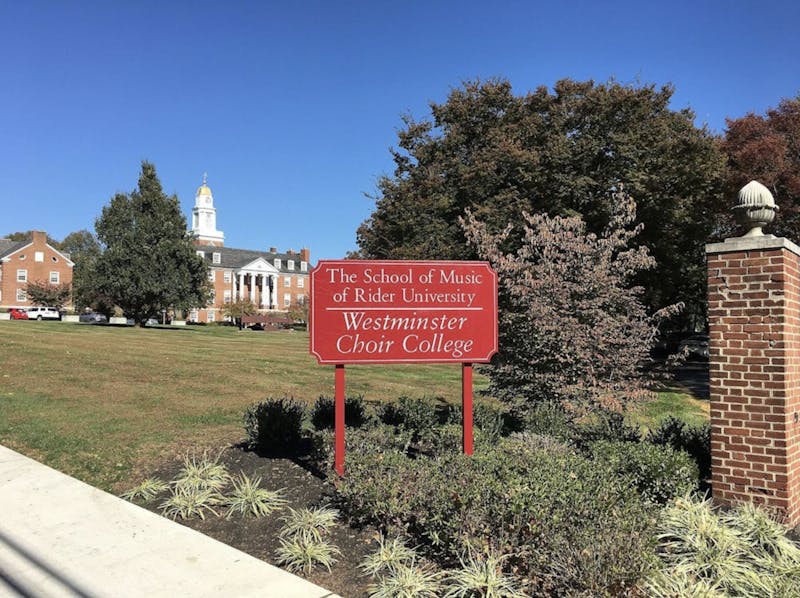 The School of Music
of Rider University
Westminster
Choir College